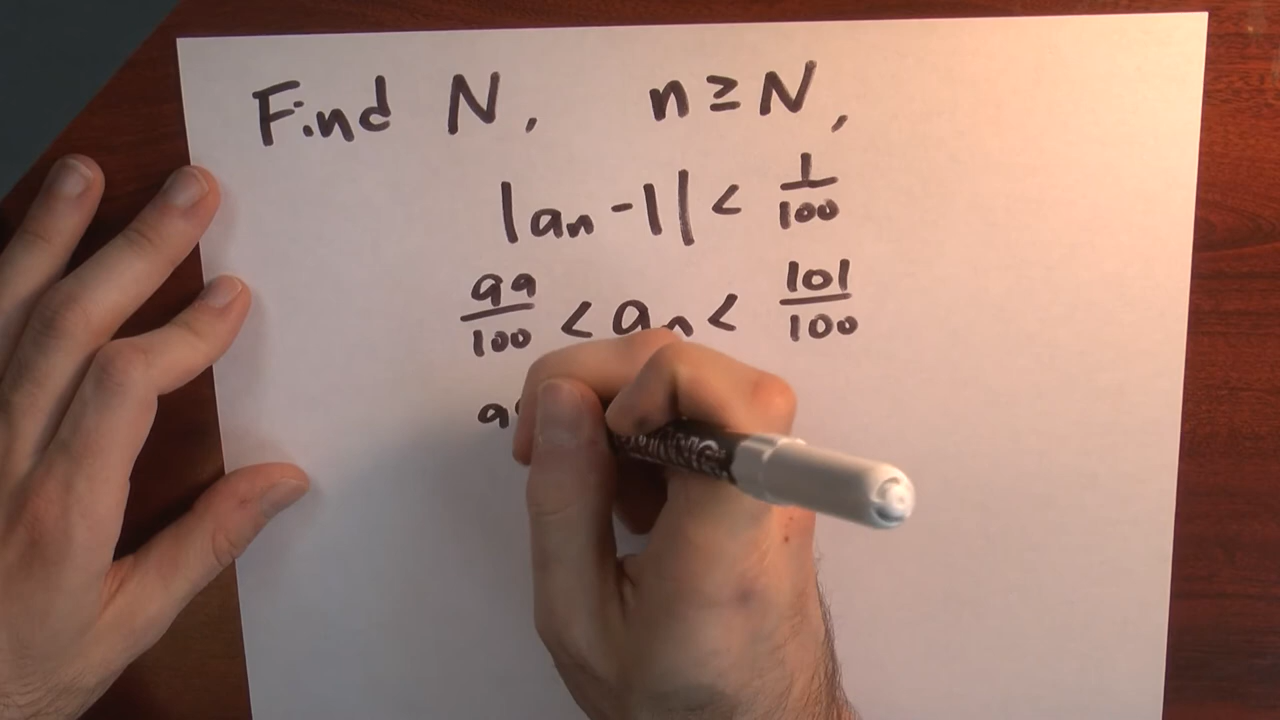 Find N, n ≥ N,
|an - 1| < 1/100
99/100 < an < 101/100